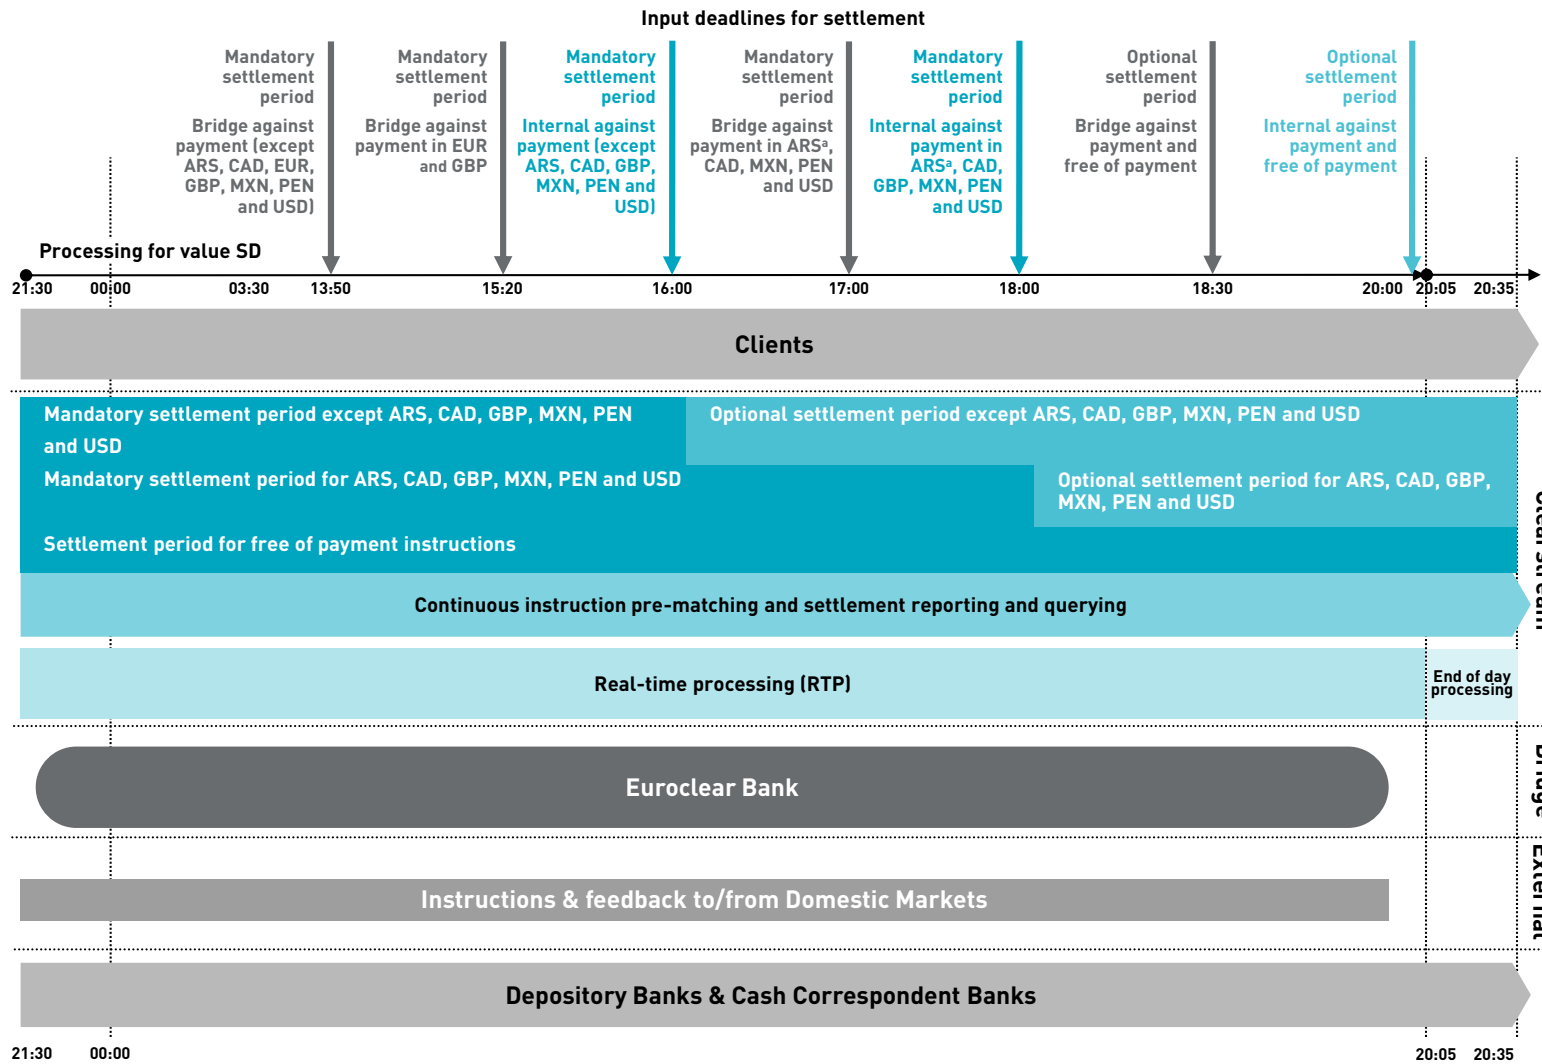 Input deadlines for settlement
Mandatory
settlement
period
Bridge against
payment (except
ARS, CAD, EUR,
GBP, MXN, PEN
and USD)
Mandatory
settlement
period
Bridge against
payment in EUR
and GBP
Mandatory
settlement
period
Internal against
payment (except
ARS, CAD, GBP,
MXN, PEN and
USD)
Mandatory
settlement
period
Bridge against
payment in ARSª,
CAD, MXN, PEN
and USD
Mandatory
settlement
period
Internal against
payment in
ARSª, CAD,
GBP, MXN, PEN
and USD
Optional
settlement
period
Bridge against
payment and
free of payment
Optional
settlement
period
Internal against
payment and
free of payment
Processing for value SD
21:30 00:00 03:30 13:50 15:20 16:00 17:00 18:00 18:30 20:00 20:05 20:35
Clients
Mandatory settlement period except ARS, CAD, GBP, MXN, PEN
and USD
Optional settlement period except ARS, CAD, GBP, MXN, PEN and USD
Mandatory settlement period for ARS, CAD, GBP, MXN, PEN and USD
Optional settlement period for ARS, CAD, GBP,
MXN, PEN and USD
Settlement period for free of payment instructions
Continuous instruction pre-matching and settlement reporting and querying
Real-time processing (RTP)
End of day
processing
Clearstream
Euroclear Bank
Bridge
Instructions & feedback to/from Domestic Markets
External
Depository Banks & Cash Correspondent Banks
21:30 00:00 20:05 20:35